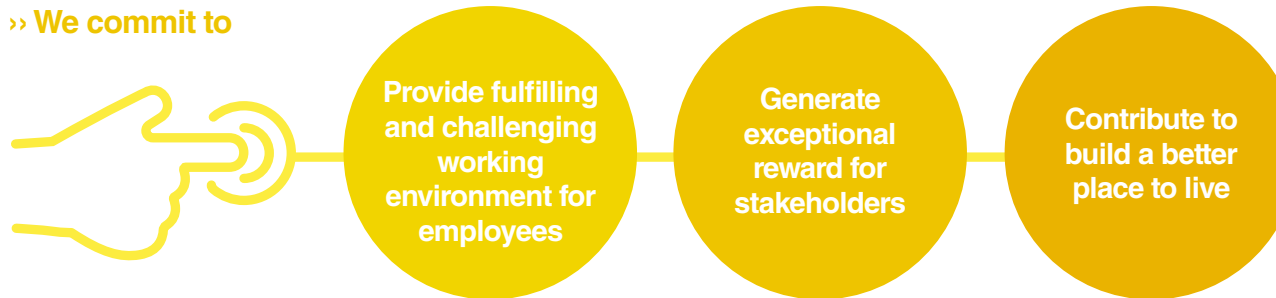 ›› We commit to
Provide fulfilling
and challenging
working
environment for
employees
Generate
exceptional
reward for
stakeholders
Contribute to
build a better
place to live